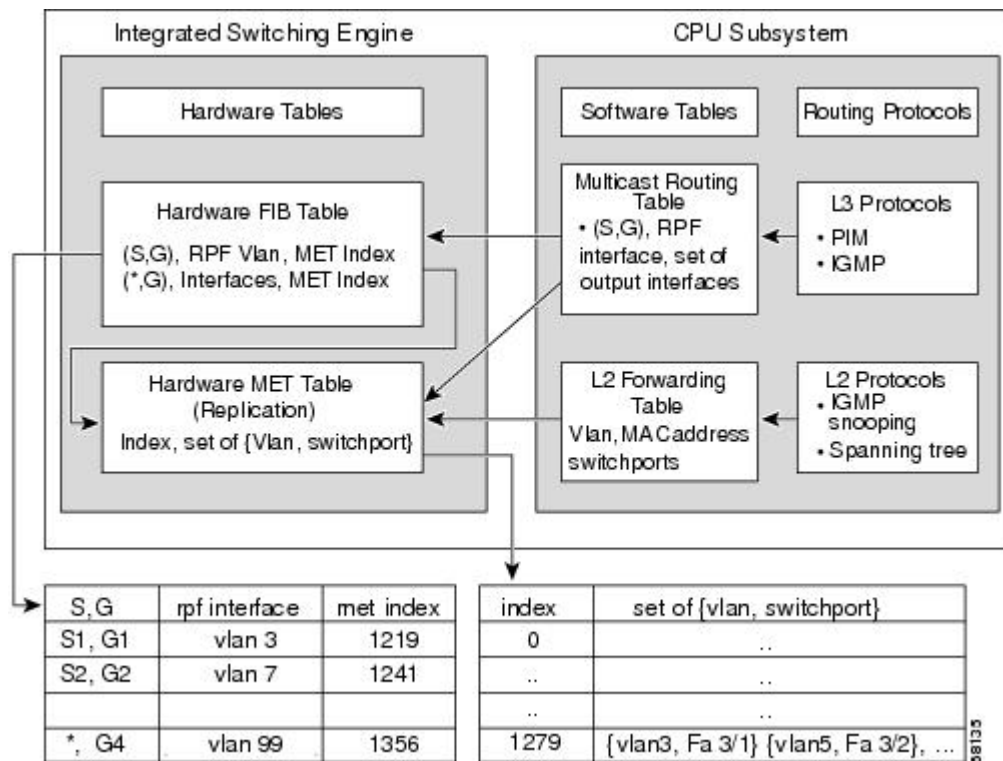 Integrated Switching Engine
CPU Subsystem
Hardware Tables
Software Tables
Routing Protocols
Hardware FIB Table
(S,G), RPF Vlan, MET Index
(*,G), Interfaces, MET Index
Multicast Routing
Table
• (S,G), RPF
interface, set of
output interfaces
L3 Protocols
• PIM
• IGMP
Hardware MET Table
(Replication)
Index, set of {Vlan, switchport}
L2 Forwarding
Table
Vlan, MAC address
switchports
L2 Protocols
• IGMP
snooping
• Spanning tree
S,G rpf interface met index
S1, G1 vlan 3 1219
S2, G2 vlan 7 1241
*, G4 vlan 99 1356
index set of {vlan, switchport}
0 ..
.. ..
.. ..
1279 {vlan3, Fa 3/1} {vlan5, Fa 3/2}, ...
68135